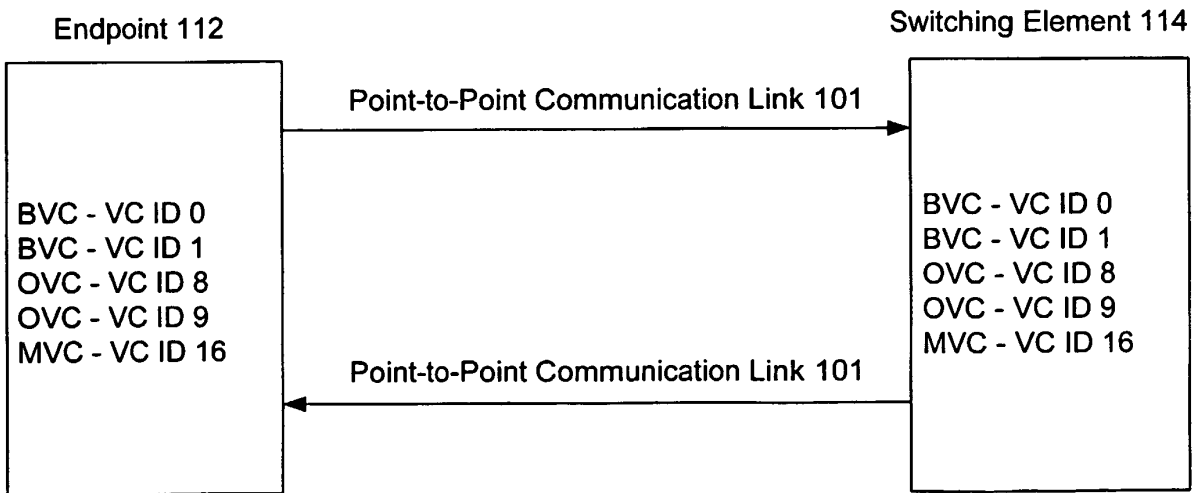 Endpoint 112
Switching Element 114
Point-to-Point Communication Link 101
BVC - VC ID 0
BVC - VC ID 1
OVC - VC ID 8
OVC - VC ID 9
MVC - VC ID 16
BVC - VC ID 0
BVC - VC ID 1
OVC - VC ID 8
OVC - VC ID 9
MVC - VC ID 16
Point-to-Point Communication Link 101